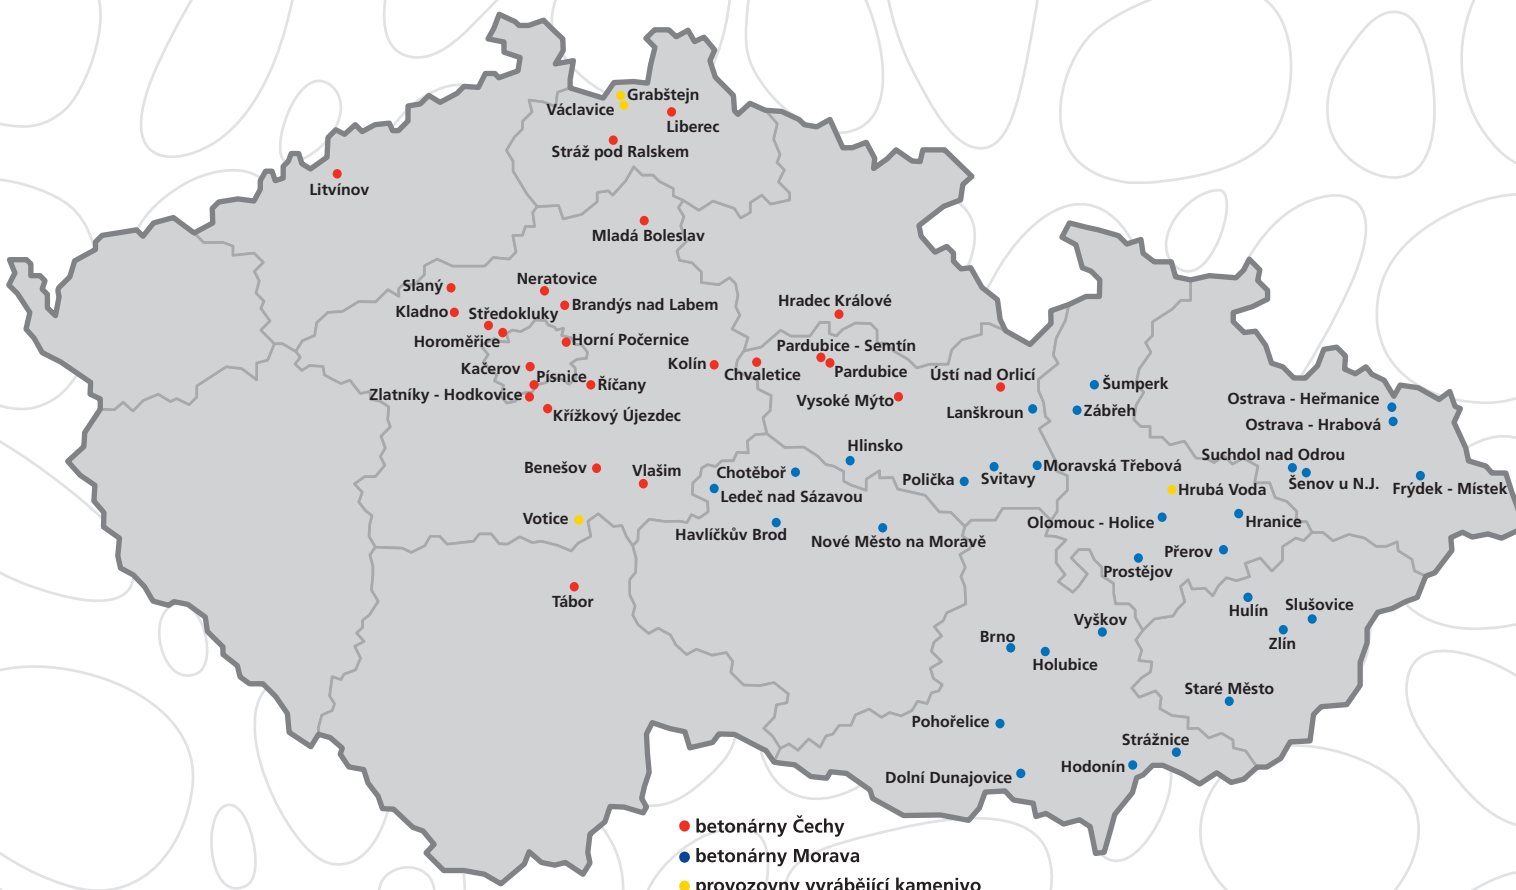 Grabštejn
Václavice
Liberec
Stráž pod Ralskem
Litvínov
Mladá Boleslav
Neratovice
Slaný
Brandýs nad Labem
Kladno
Středokluky
Hradec Králové
Horoměřice
Horní Počernice
Pardubice - Semtín
Kolín
Kačerov
Chvaletice
Pardubice
Písnice
Říčany
Ústí nad Orlicí
Šumperk
Zlatníky - Hodkovice
Vysoké Mýto
Ostrava - Heřmanice
Lanškroun
Zábřeh
Křížkový Újezdec
Ostrava - Hrabová
Hlinsko
Suchdol nad Odrou
Benešov
Vlašim
Chotěboř
Moravská Třebová
Polička
Svitavy
Šenov u N.J.
Hrubá Voda
Frýdek - Místek
Ledeč nad Sázavou
Votice
Olomouc - Holice
Hranice
Havlíčkův Brod
Nové Město na Moravě
Přerov
Prostějov
Tábor
Slušovice
Hulín
Vyškov
Brno
Zlín
Holubice
Staré Město
Pohořelice
Strážnice
Hodonín
Dolní Dunajovice
betonárny Čechy
betonárny Morava
provozovny vyrábějící kamenivo